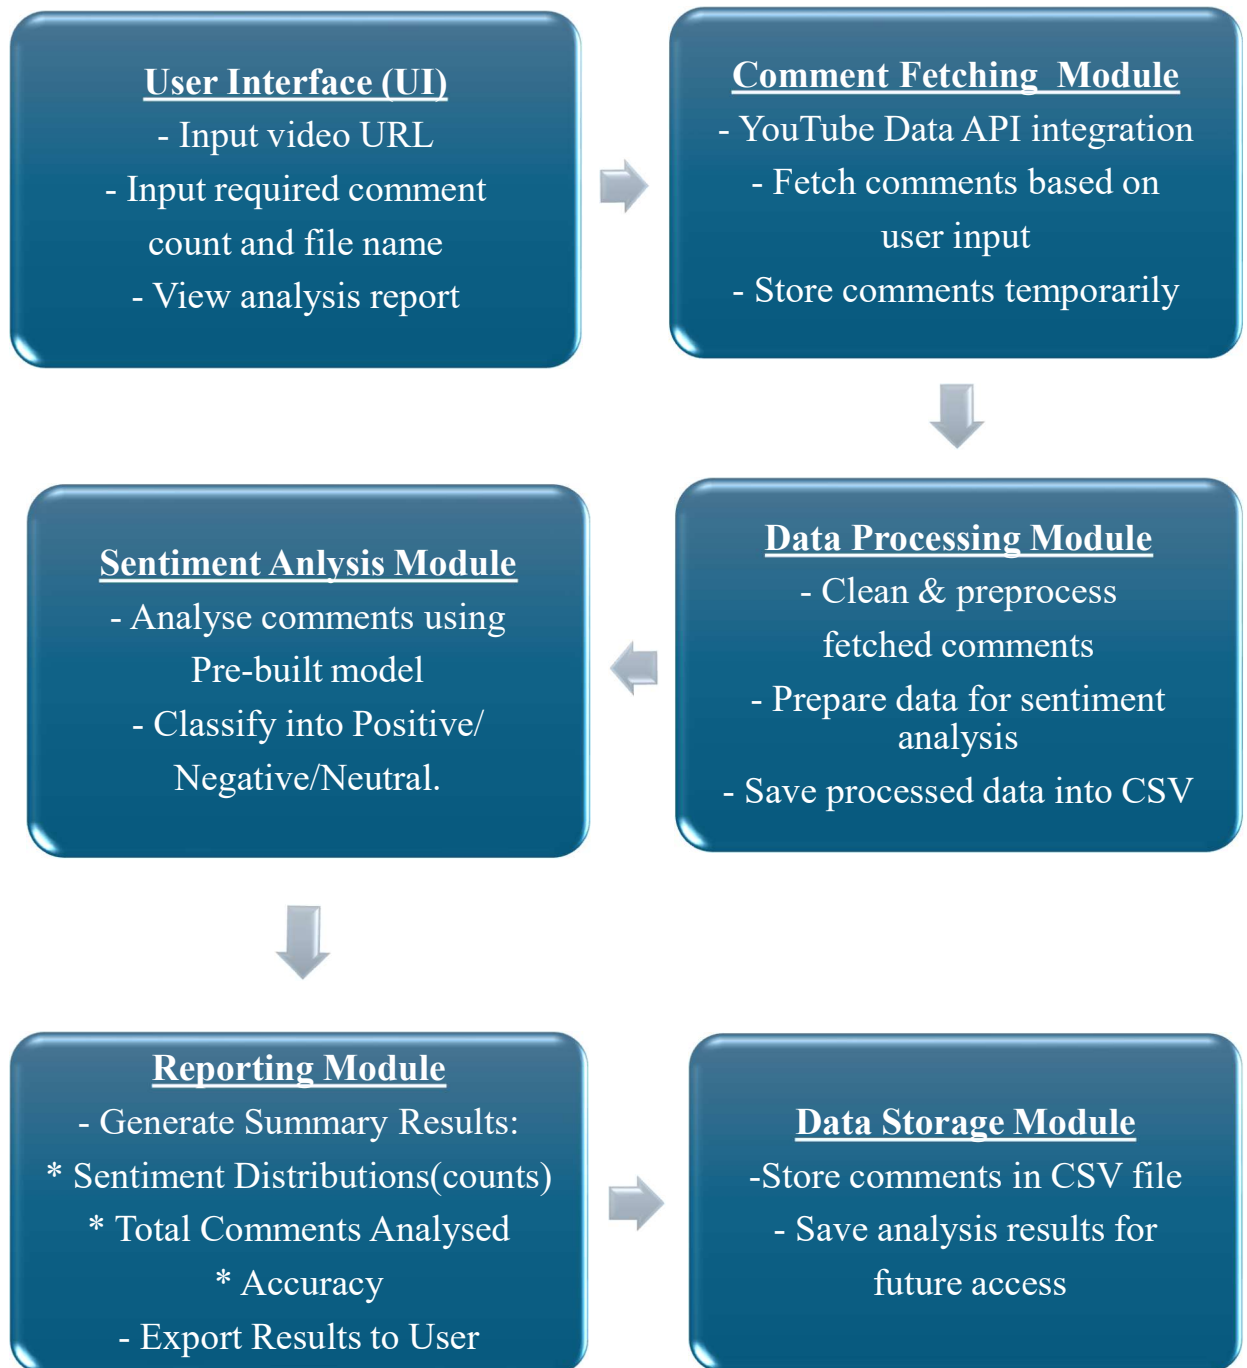 User Interface (UI)
- Input video URL
- Input required comment
count and file name
- View analysis report
Comment Fetching Module
- YouTube Data API integration
- Fetch comments based on
user input
- Store comments temporarily
Data Processing Module
- Clean & preprocess
fetched comments
- Prepare data for sentiment
analysis
- Save processed data into CSV
Sentiment Anlysis Module
- Analyse comments using
Pre-built model
- Classify into Positive/
Negative/Neutral.
Reporting Module
- Generate Summary Results:
* Sentiment Distributions(counts)
* Total Comments Analysed
* Accuracy
- Export Results to User
Data Storage Module
-Store comments in CSV file
- Save analysis results for
future access